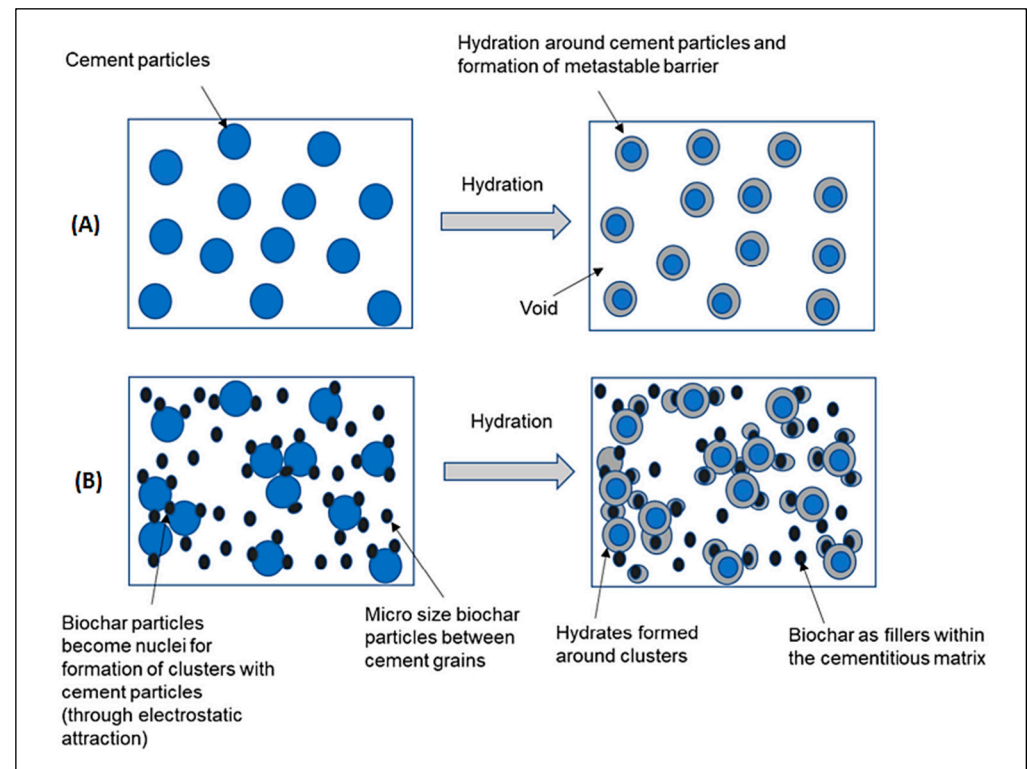 Cement particles
Hydration around cement particles and
formation of metastable barrier
Hydration
(A)
Void
Hydration
(B)
Biochar particles
become nuclei for
formation of clusters with
cement particles
(through electrostatic
attraction)
Micro size biochar
particles between
cement grains
Hydrates formed
around clusters
Biochar as fillers within
the cementitious matrix